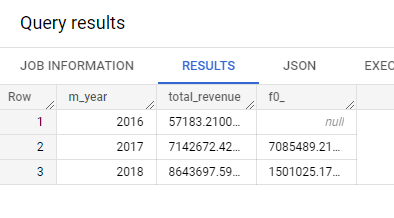 Query results
JOB INFORMATION RESULTS JSON EXEC
Row m_year total_revenue f0_
1 2016 57183.2100... null
2 2017 7142672.42... 7085489.21...
3 2018 8643697.59... 1501025.17...